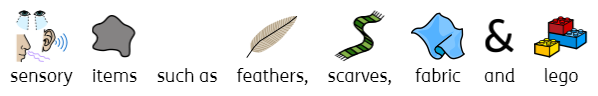 sensory items such as feathers, scarves, fabric and lego